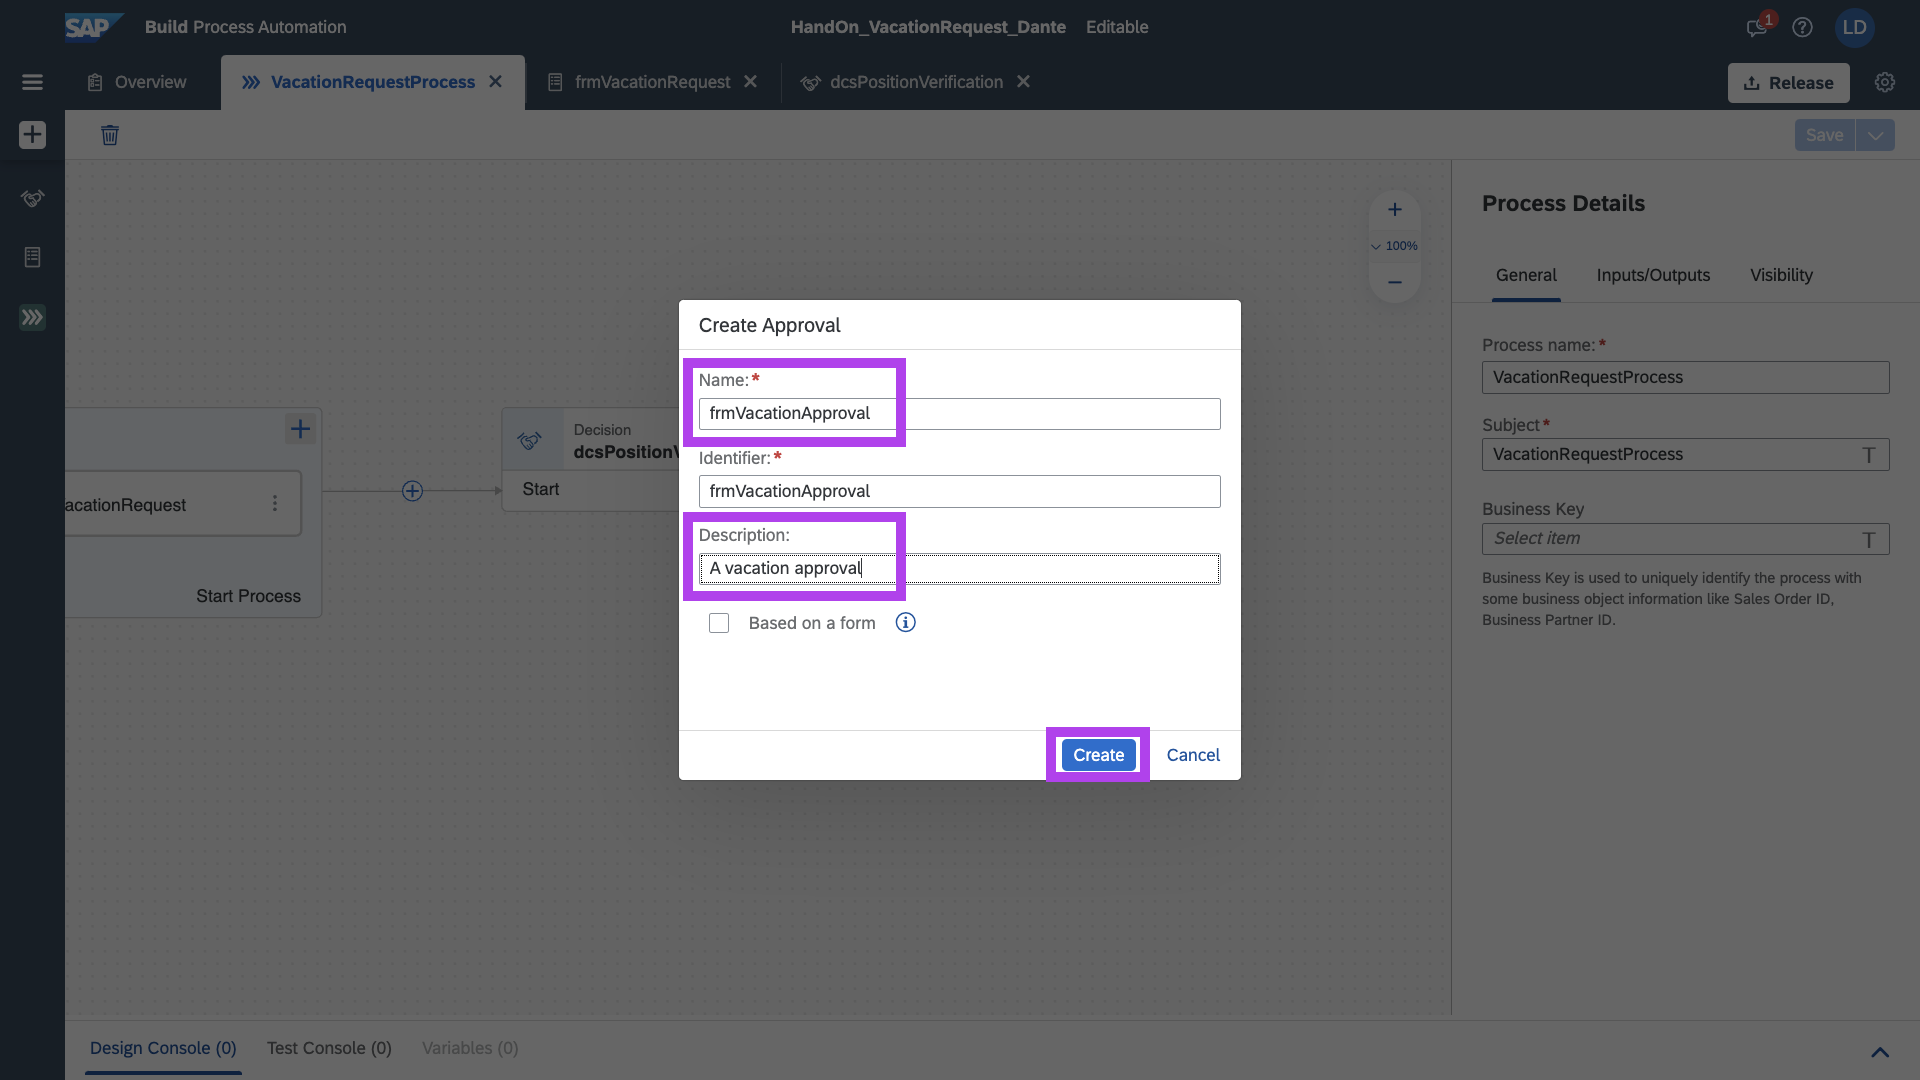 SAP Build Process Automation HandOn_VacationRequest_Dante Editable 1 LD
Overview VacationRequestProcess frmVacationRequest dcsPositionVerification Release
Save
Process Details
100%
General Inputs/Outputs Visibility
Create Approval
Name:*
frmVacationApproval
Identifier:*
frmVacationApproval
Description:
A vacation approval
Based on a form
Create Cancel
Decision
dcsPositionV
Start
acationRequest
Start Process
Process name:*
VacationRequestProcess
Subject*
VacationRequestProcess
Business Key
Select item
Business Key is used to uniquely identify the process with
some business object information like Sales Order ID,
Business Partner ID.
Design Console (0) Test Console (0) Variables (0)